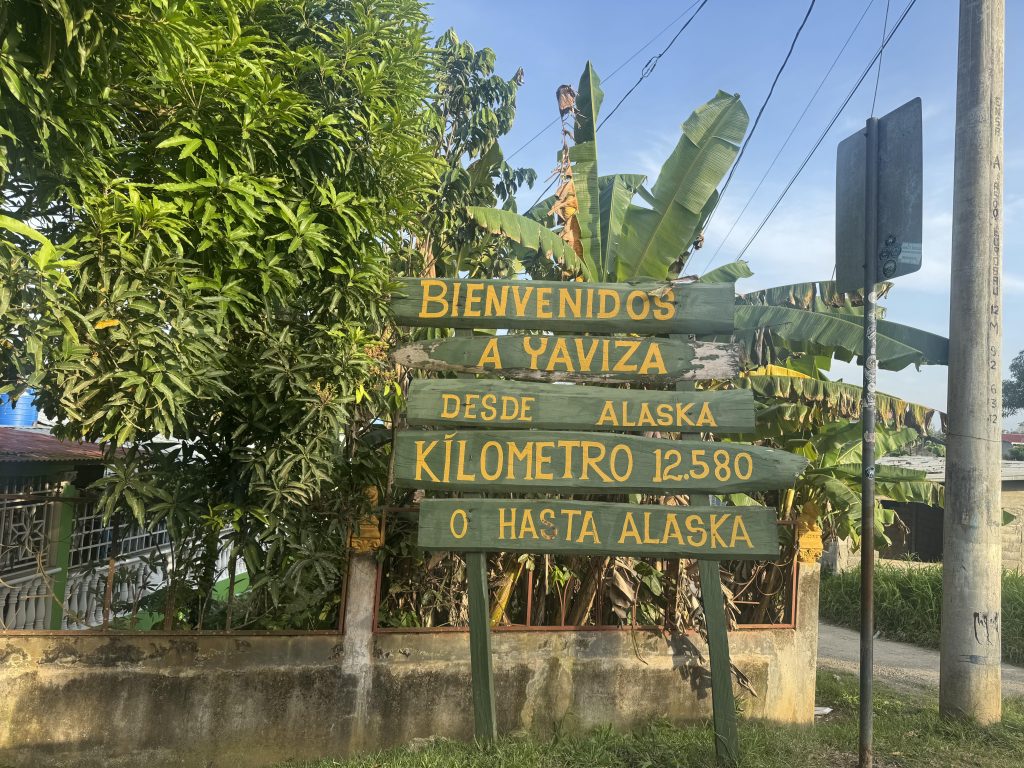 BIENVENIDOS
A YAVIZA
DESDE ALASKA
KÍLOMETRO 12.580
O HASTA ALASKA